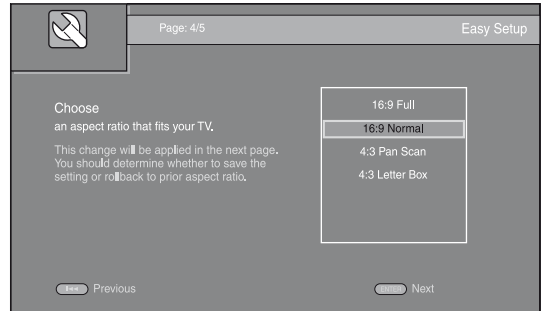 Page: 4/5
Easy Setup
Choose
an aspect ratio that fits your TV.
This change will be applied in the next page.
You should determine whether to save the
setting or rollback to prior aspect ratio.
16:9 Full
16:9 Normal
4:3 Pan Scan
4:3 Letter Box
Previous
ENTER Next